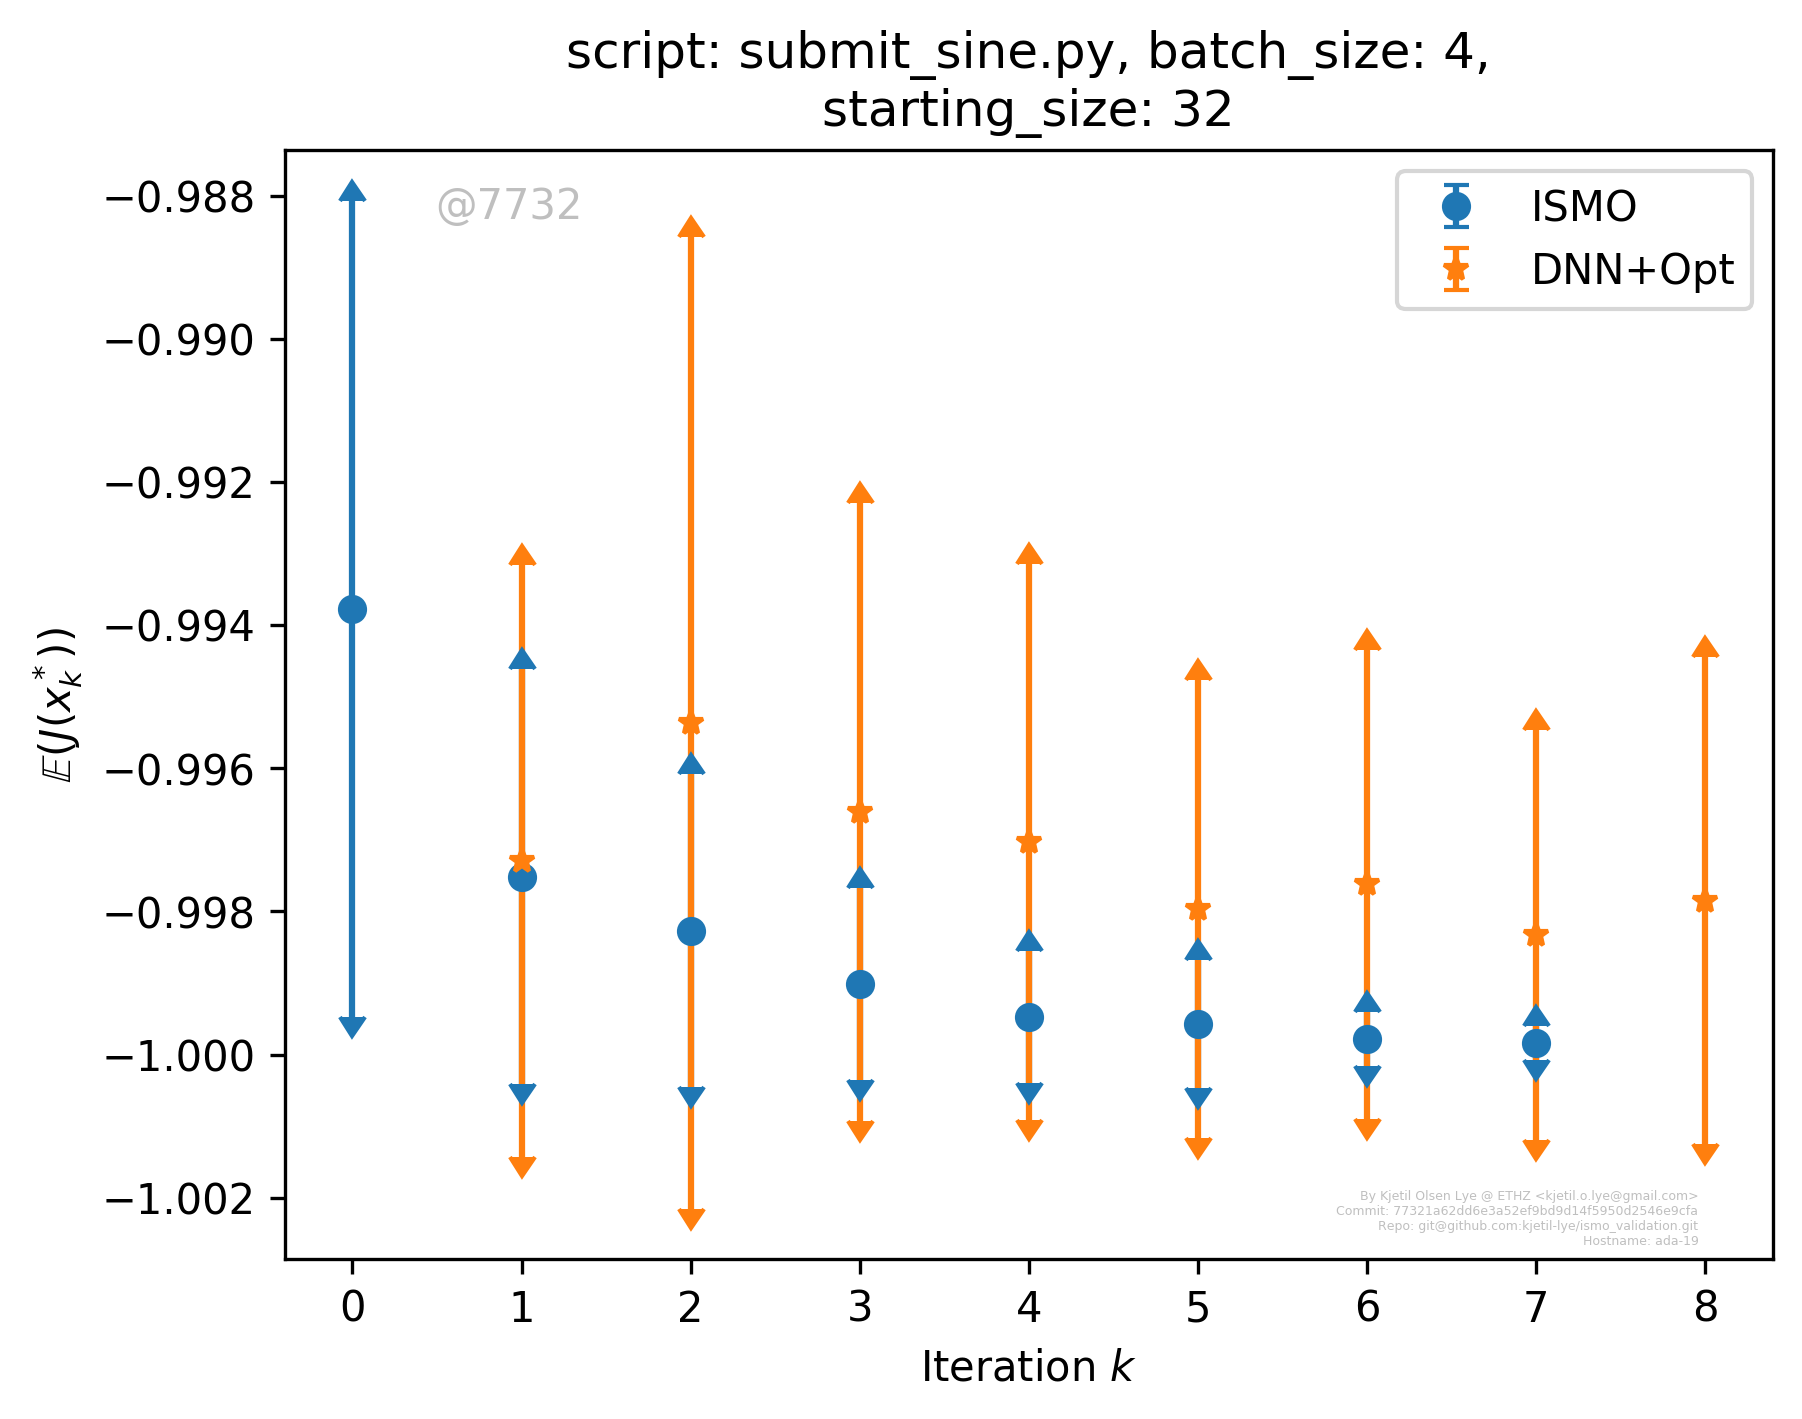 script: submit_sine.py, batch_size: 4,
starting_size: 32
@7732
ISMO
DNN+Opt
−0.988
−0.990
−0.992
−0.994
−0.996
−0.998
−1.000
−1.002
𝔼(J(x*k))
By Kjetil Olsen Lye @ ETHZ <kjetil.o.lye@gmail.com>
Commit: 77321a62dd6e3a52ef9bd9d14f5950d2546e9cfa
Repo: git@github.com:kjetil-lye/ismo_validation.git
Hostname: ada-19
0 1 2 3 4 5 6 7 8
Iteration k